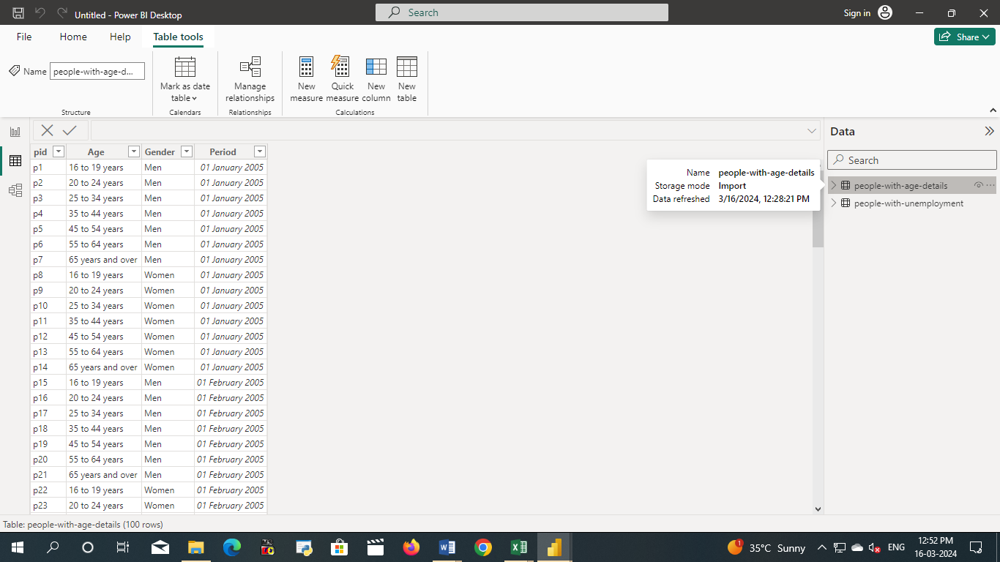 Untitled - Power BI Desktop
Search
Sign in
File
Home
Help
Table tools
Share
Name
people-with-age-d...
Mark as date
table
Manage
relationships
New
measure
Quick
measure
New
column
New
table
Structure
Calendars
Relationships
Calculations
Data
Search
people-with-age-details
people-with-unemployment
Name people-with-age-details
Storage mode Import
Data refreshed 3/16/2024, 12:28:21 PM
pid Age Gender Period
p1 16 to 19 years Men 01 January 2005
p2 20 to 24 years Men 01 January 2005
p3 25 to 34 years Men 01 January 2005
p4 35 to 44 years Men 01 January 2005
p5 45 to 54 years Men 01 January 2005
p6 55 to 64 years Men 01 January 2005
p7 65 years and over Men 01 January 2005
p8 16 to 19 years Women 01 January 2005
p9 20 to 24 years Women 01 January 2005
p10 25 to 34 years Women 01 January 2005
p11 35 to 44 years Women 01 January 2005
p12 45 to 54 years Women 01 January 2005
p13 55 to 64 years Women 01 January 2005
p14 65 years and over Women 01 January 2005
p15 16 to 19 years Men 01 February 2005
p16 20 to 24 years Men 01 February 2005
p17 25 to 34 years Men 01 February 2005
p18 35 to 44 years Men 01 February 2005
p19 45 to 54 years Men 01 February 2005
p20 55 to 64 years Men 01 February 2005
p21 65 years and over Men 01 February 2005
p22 16 to 19 years Women 01 February 2005
p23 20 to 24 years Women 01 February 2005
Table: people-with-age-details (100 rows)
1
35°C Sunny
ENG
12:52 PM
16-03-2024